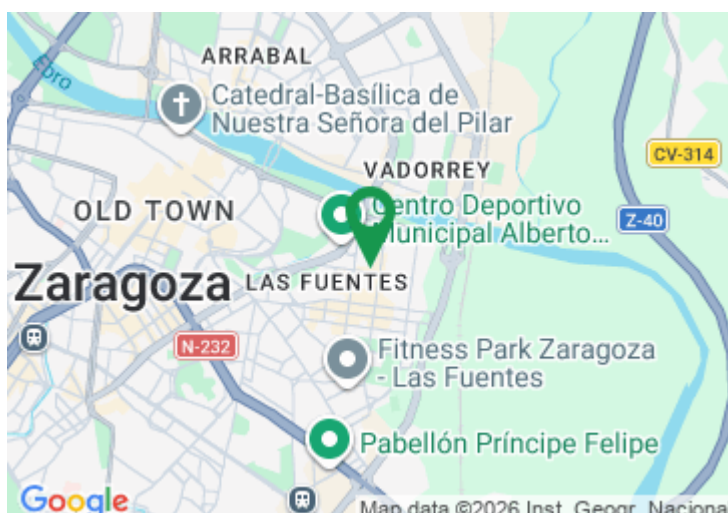 ARRABAL
Ebro
Catedral-Basílica de
Nuestra Señora del Pilar
CV-314
VADORREY
OLD TOWN
Centro Deportivo
Municipal Alberto...
Z-40
Zaragoza
LAS FUENTES
N-232
Fitness Park Zaragoza
- Las Fuentes
Pabellón Príncipe Felipe
Google
Map data ©2026 Inst. Geogr. Naciona